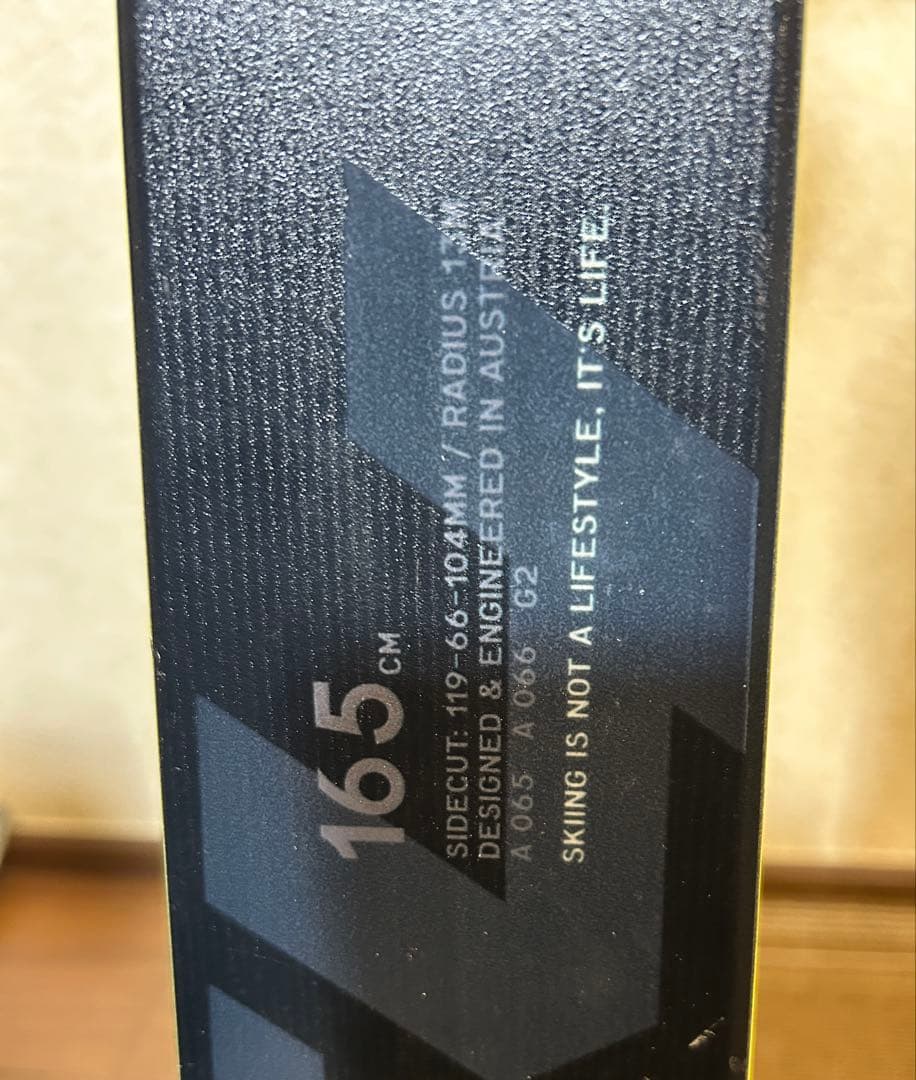 165 CM
SIDECUT: 119-66-104MM / RADIUS
DESIGNED & ENGINEERED IN AUSTRIA
A 065 A 066 G2
SKIING IS NOT A LIFESTYLE, IT'S LIFE.